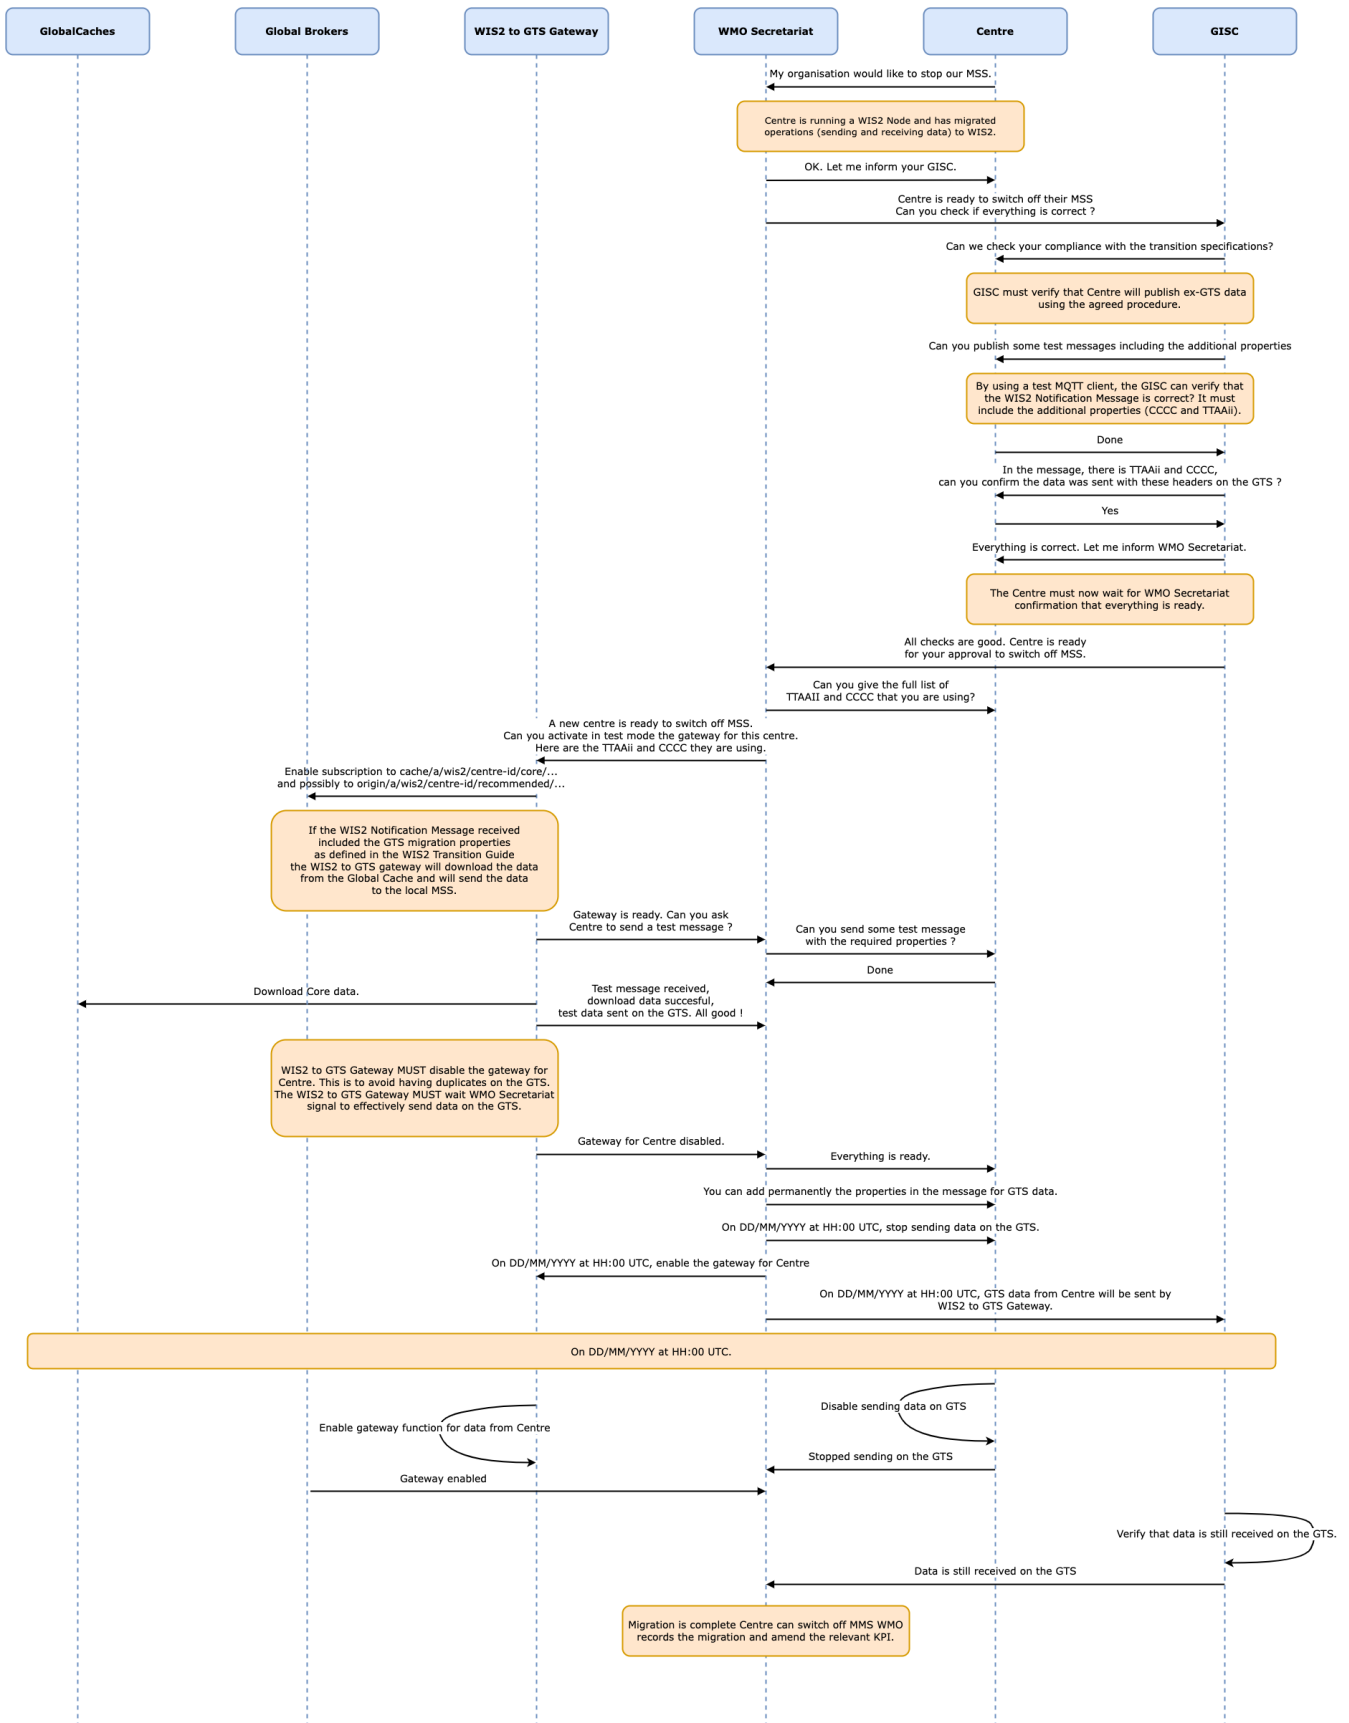 GlobalCaches
Global Brokers
WIS2 to GTS Gateway
WMO Secretariat
Centre
GISC
My organisation would like to stop our MSS.
Centre is running a WIS2 Node and has migrated
operations (sending and receiving data) to WIS2.
OK. Let me inform your GISC.
Centre is ready to switch off their MSS
Can you check if everything is correct ?
Can we check your compliance with the transition specifications?
GISC must verify that Centre will publish ex-GTS data
using the agreed procedure.
Can you publish some test messages including the additional properties
By using a test MQTT client, the GISC can verify that
the WIS2 Notification Message is correct? It must
include the additional properties (CCCC and TTAAii).
Done
In the message, there is TTAAii and CCCC,
can you confirm the data was sent with these headers on the GTS ?
Yes
Everything is correct. Let me inform WMO Secretariat.
The Centre must now wait for WMO Secretariat
confirmation that everything is ready.
All checks are good. Centre is ready
for your approval to switch off MSS.
Can you give the full list of
TTAAII and CCCC that you are using?
A new centre is ready to switch off MSS.
Can you activate in test mode the gateway for this centre.
Here are the TTAAii and CCCC they are using.
Enable subscription to cache/a/wis2/centre-id/core/...
and possibly to origin/a/wis2/centre-id/recommended/...
If the WIS2 Notification Message received
included the GTS migration properties
as defined in the WIS2 Transition Guide
the WIS2 to GTS gateway will download the data
from the Global Cache and will send the data
to the local MSS.
Gateway is ready. Can you ask
Centre to send a test message ?
Can you send some test message
with the required properties ?
Done
Download Core data.
Test message received,
download data succesful,
test data sent on the GTS. All good !
WIS2 to GTS Gateway MUST disable the gateway for
Centre. This is to avoid having duplicates on the GTS.
The WIS2 to GTS Gateway MUST wait WMO Secretariat
signal to effectively send data on the GTS.
Gateway for Centre disabled.
Everything is ready.
You can add permanently the properties in the message for GTS data.
On DD/MM/YYYY at HH:00 UTC, stop sending data on the GTS.
On DD/MM/YYYY at HH:00 UTC, enable the gateway for Centre
On DD/MM/YYYY at HH:00 UTC, GTS data from Centre will be sent by
WIS2 to GTS Gateway.
On DD/MM/YYYY at HH:00 UTC.
Disable sending data on GTS
Enable gateway function for data from Centre
Stopped sending on the GTS
Gateway enabled
Verify that data is still received on the GTS.
Data is still received on the GTS
Migration is complete Centre can switch off MMS WMO
records the migration and amend the relevant KPI.